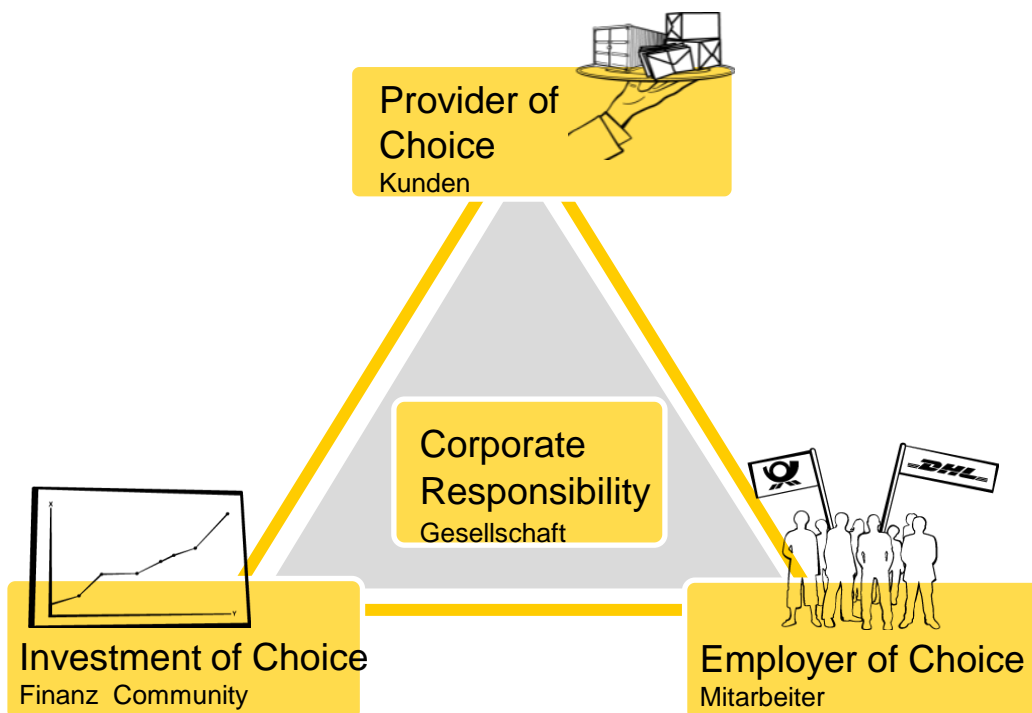 Provider of
Choice
Kunden
Corporate
Responsibility
Gesellschaft
DHL
X
Y
Investment of Choice
Finanz Community
Employer of Choice
Mitarbeiter